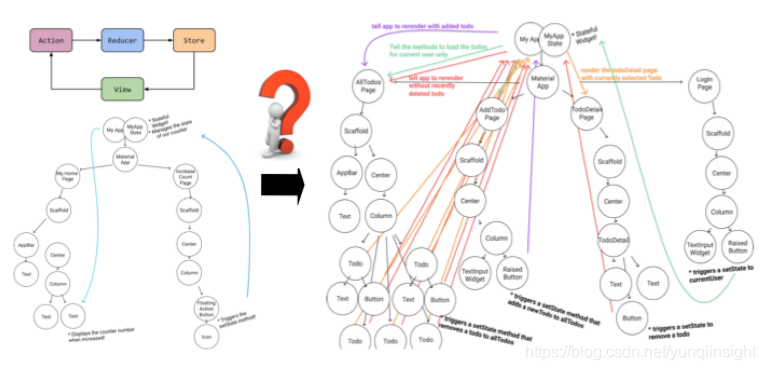 Action
Reducer
Store
View
My App
MyApp
State
* Stateful
Widget!
* Manages the state
of our counter
Material
App
My Home
Page
Scaffold
AppBar
Text
Center
Column
Text
Text
* Displays the counter number
when increased!
Increase
Count
Page
Scaffold
Center
Column
Floating
Action
Button
Icon
* Triggers the
setState method!
?
tell app to rerender with added todo
Tell the methods to load the todos
for current user only
tell app to rerender
without recently
deleted todo
My App
MyApp
State
* Stateful
Widget!
render the todoDetail page
with currently selected Todo
Material
App
AllTodos
Page
Scaffold
AppBar
Center
Text
Column
Todo
Todo
Text
Button
Text
Button
Todo
Todo
Todo
* triggers a setState method that
removes a todo to allTodos
AddTodo
Page
Scaffold
Center
Column
TextInput
Widget
Raised
Button
* triggers a setState method that
adds a newTodo to allTodos
TodoDetail
Page
Scaffold
Center
TodoDetail
Text
Text
Button
* triggers a setState to
remove a todo
Login
Page
Scaffold
Center
Column
TextInput
Widget
Raised
Button
* triggers a setState to
currentUser
https://blog.csdn.net/yunqiinsight